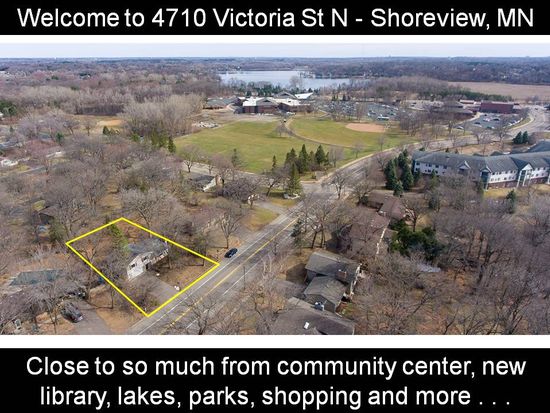 Welcome to 4710 Victoria St N - Shoreview, MN
Close to so much from community center, new
library, lakes, parks, shopping and more . . .